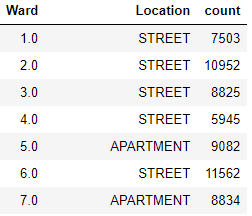 Ward Location count
1.0 STREET 7503
2.0 STREET 10952
3.0 STREET 8825
4.0 STREET 5945
5.0 APARTMENT 9082
6.0 STREET 11562
7.0 APARTMENT 8834